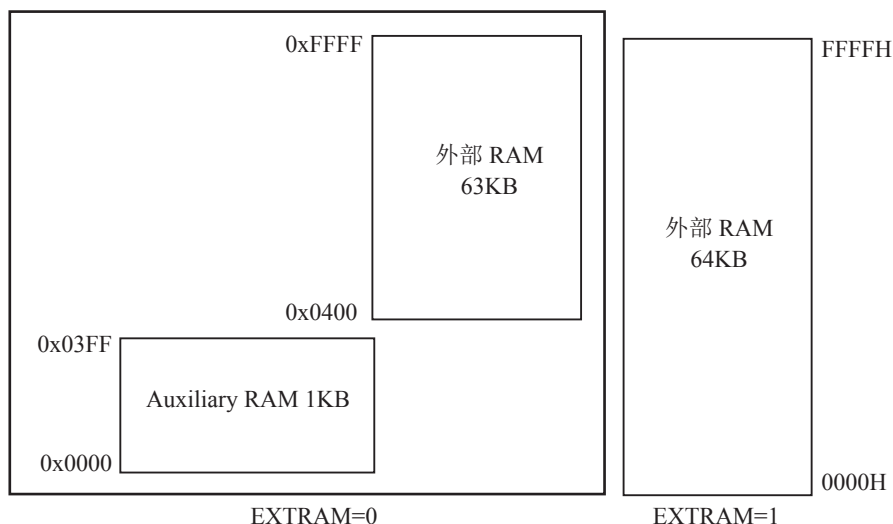 0xFFFF
外部 RAM
63KB
0x0400
0x03FF
Auxiliary RAM 1KB
0x0000
EXTRAM=0
FFFFH
外部 RAM
64KB
0000H
EXTRAM=1